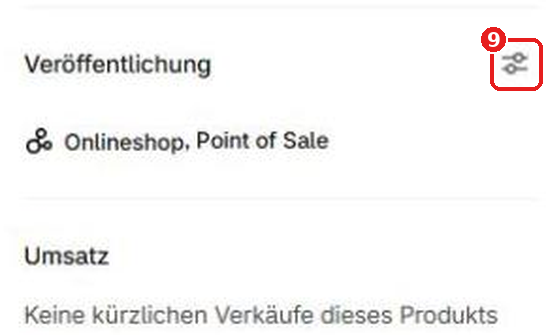 9
Veröffentlichung
Onlineshop, Point of Sale
Umsatz
Keine kürzlichen Verkäufe dieses Produkts